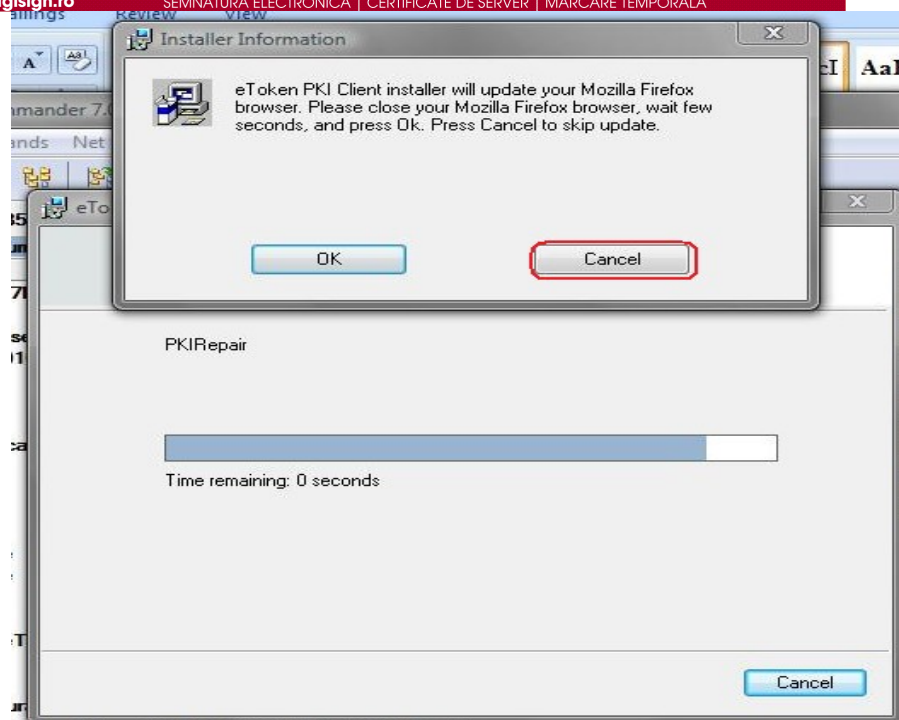 SEMNATURA ELECTRONICA | CERTIFICATE DE SERVER | MARCARE TEMPORALA
Review View
Installer Information
eToken PKI Client installer will update your Mozilla Firefox
browser. Please close your Mozilla Firefox browser, wait few
seconds, and press Ok. Press Cancel to skip update.
OK
Cancel
Net
PKIRepair
Time remaining: 0 seconds
Cancel